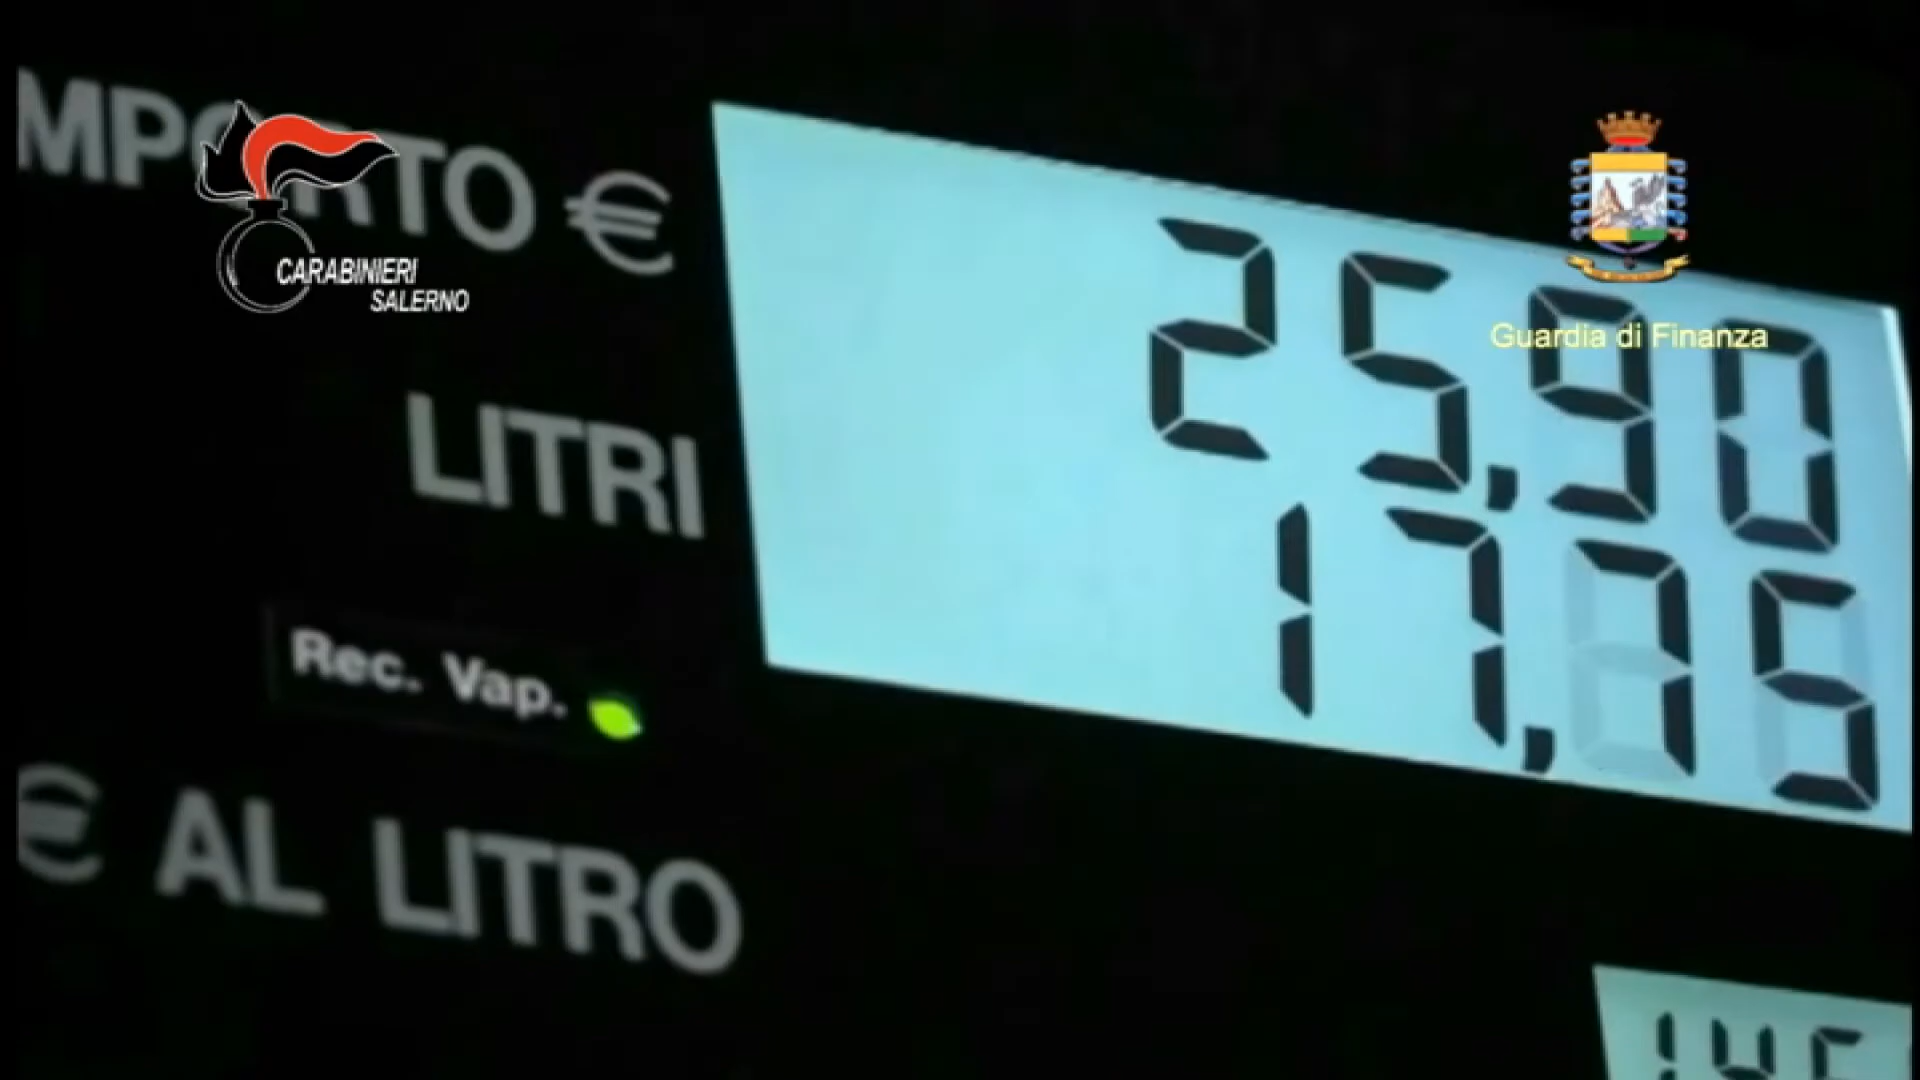 MPORTO €
25,90
CARABINIERI
SALERNO
Guardia di Finanza
LITRI
17,75
Rec. Vap.
€ AL LITRO